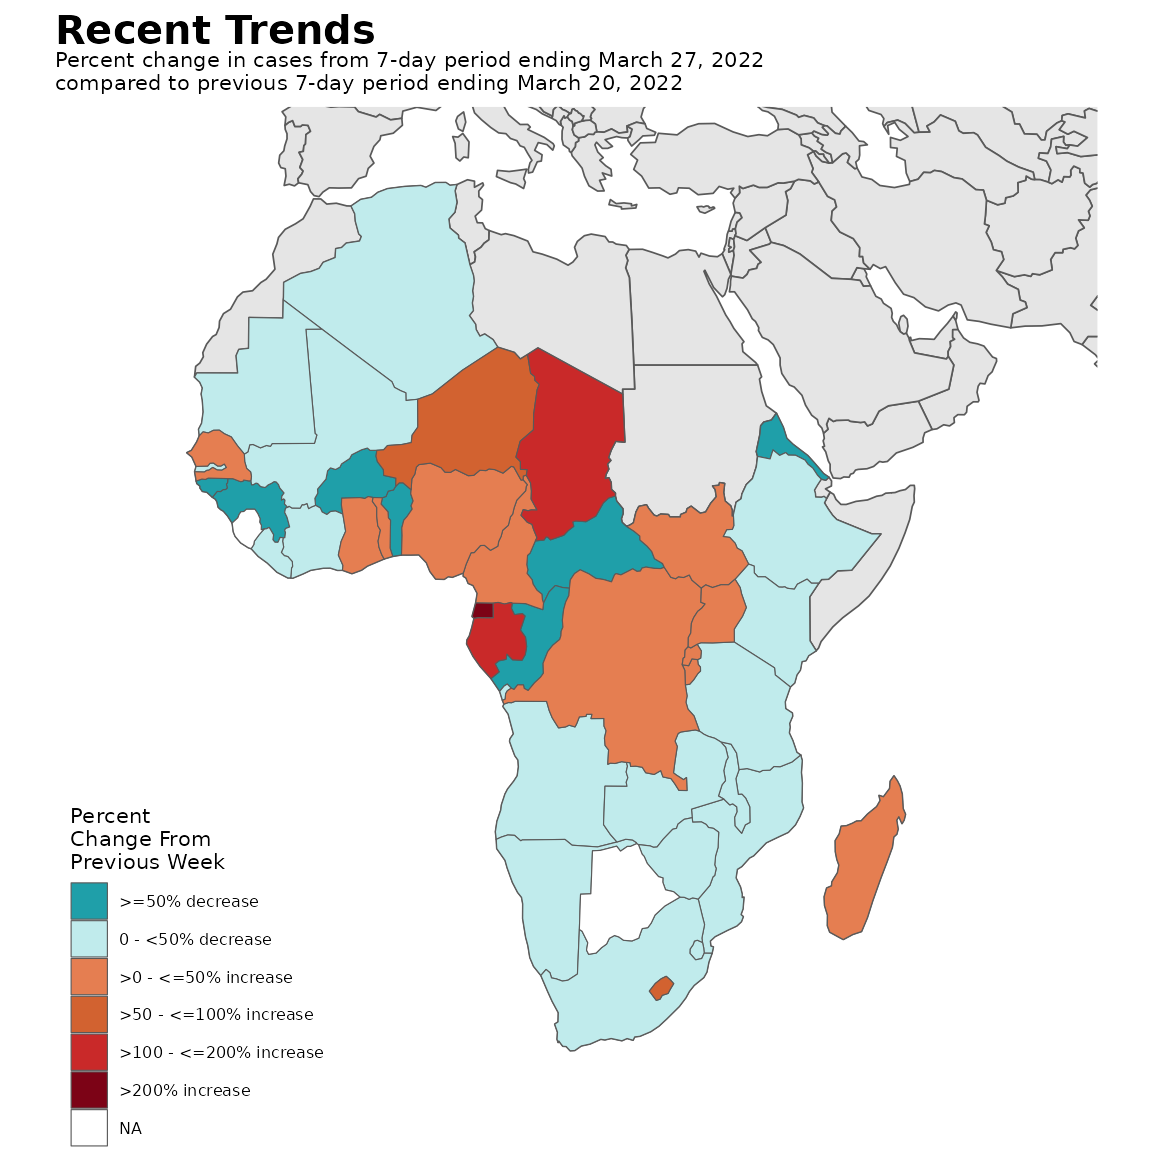 Recent Trends
Percent change in cases from 7-day period ending March 27, 2022
compared to previous 7-day period ending March 20, 2022
Percent
Change From
Previous Week
>=50% decrease
0 - <50% decrease
>0 - <=50% increase
>50 - <=100% increase
>100 - <=200% increase
>200% increase
NA